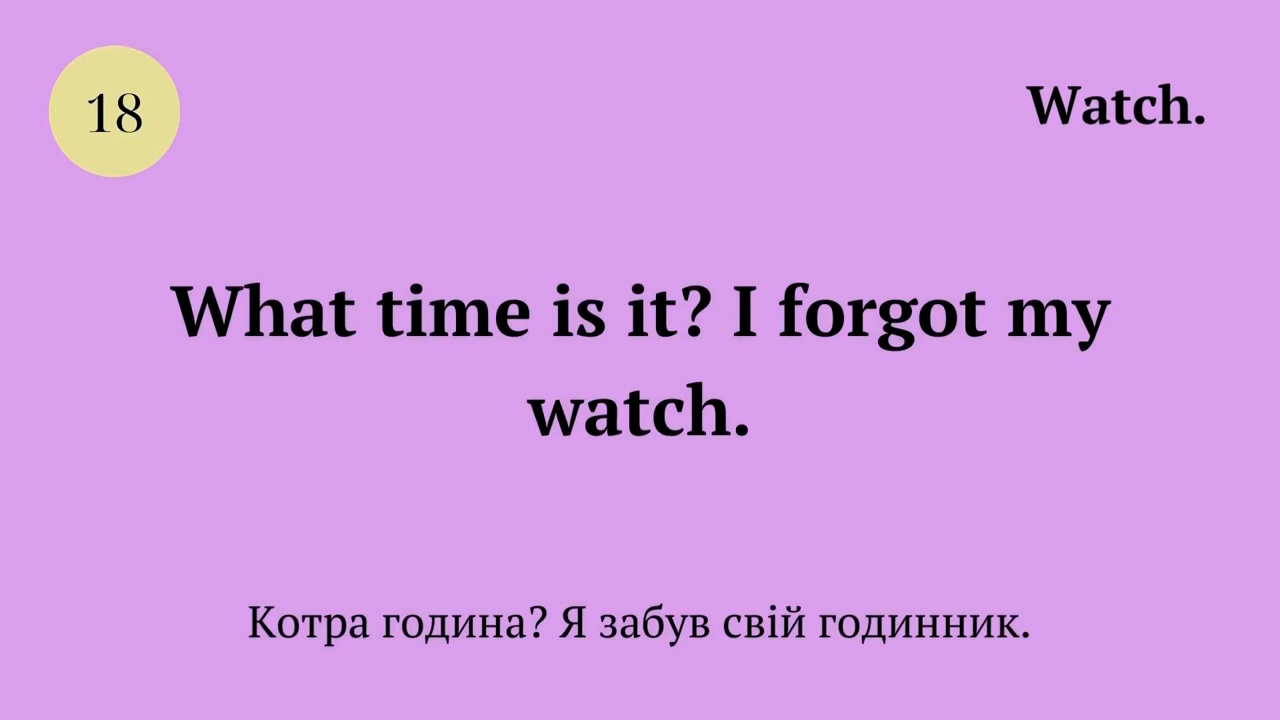 18
Watch.
What time is it? I forgot my
watch.
Котра година? Я забув свій годинник.